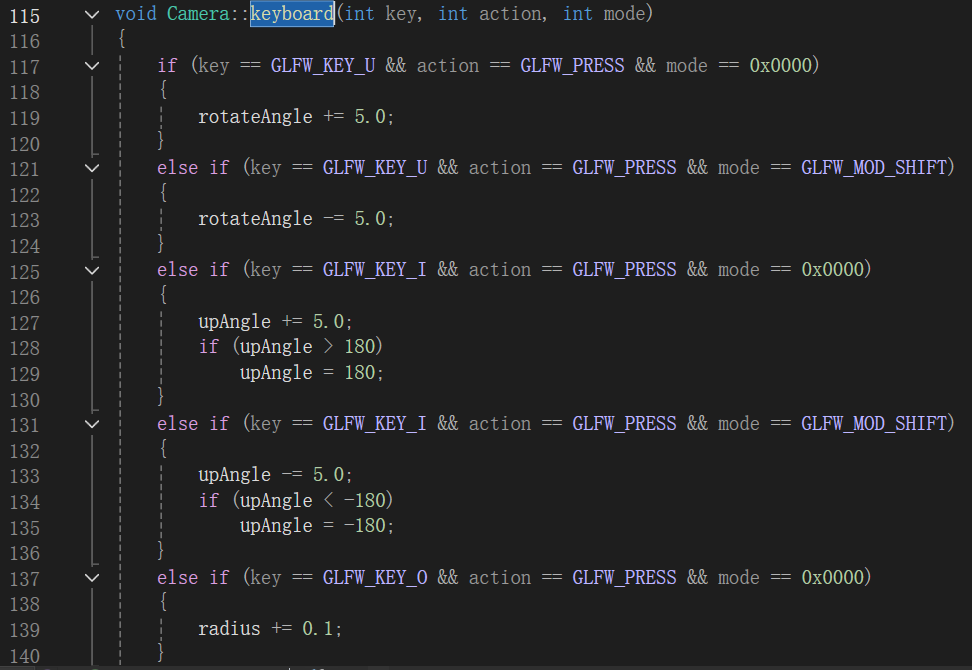 115 void Camera::keyboard(int key, int action, int mode)
116 {
117 if (key == GLFW_KEY_U && action == GLFW_PRESS && mode == 0x0000)
118 {
119 rotateAngle += 5.0;
120 }
121 else if (key == GLFW_KEY_U && action == GLFW_PRESS && mode == GLFW_MOD_SHIFT)
122 {
123 rotateAngle -= 5.0;
124 }
125 else if (key == GLFW_KEY_I && action == GLFW_PRESS && mode == 0x0000)
126 {
127 upAngle += 5.0;
128 if (upAngle > 180)
129 upAngle = 180;
130 }
131 else if (key == GLFW_KEY_I && action == GLFW_PRESS && mode == GLFW_MOD_SHIFT)
132 {
133 upAngle -= 5.0;
134 if (upAngle < -180)
135 upAngle = -180;
136 }
137 else if (key == GLFW_KEY_O && action == GLFW_PRESS && mode == 0x0000)
138 {
139 radius += 0.1;
140 }